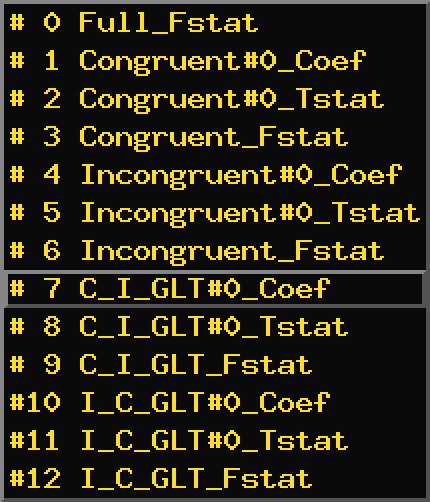 # 0 Full_Fstat
# 1 Congruent#0_Coef
# 2 Congruent#0_Tstat
# 3 Congruent_Fstat
# 4 Incongruent#0_Coef
# 5 Incongruent#0_Tstat
# 6 Incongruent_Fstat
# 7 C_I_GLT#0_Coef
# 8 C_I_GLT#0_Tstat
# 9 C_I_GLT_Fstat
#10 I_C_GLT#0_Coef
#11 I_C_GLT#0_Tstat
#12 I_C_GLT_Fstat